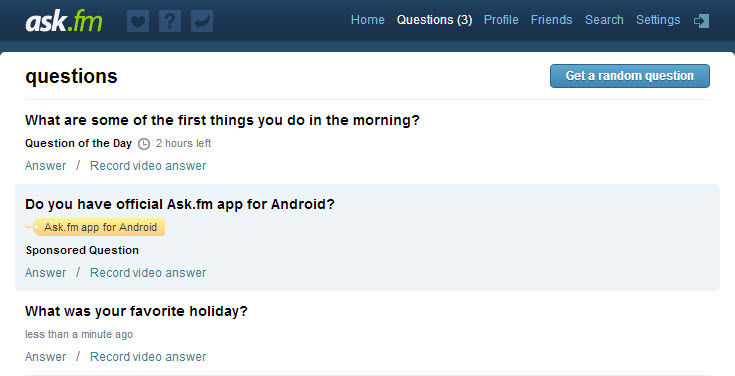 ask.fm ? Home Questions (3) Profile Friends Search Settings
questions Get a random question
What are some of the first things you do in the morning?
Question of the Day 2 hours left
Answer / Record video answer
Do you have official Ask.fm app for Android?
Ask.fm app for Android
Sponsored Question
Answer / Record video answer
What was your favorite holiday?
less than a minute ago
Answer / Record video answer